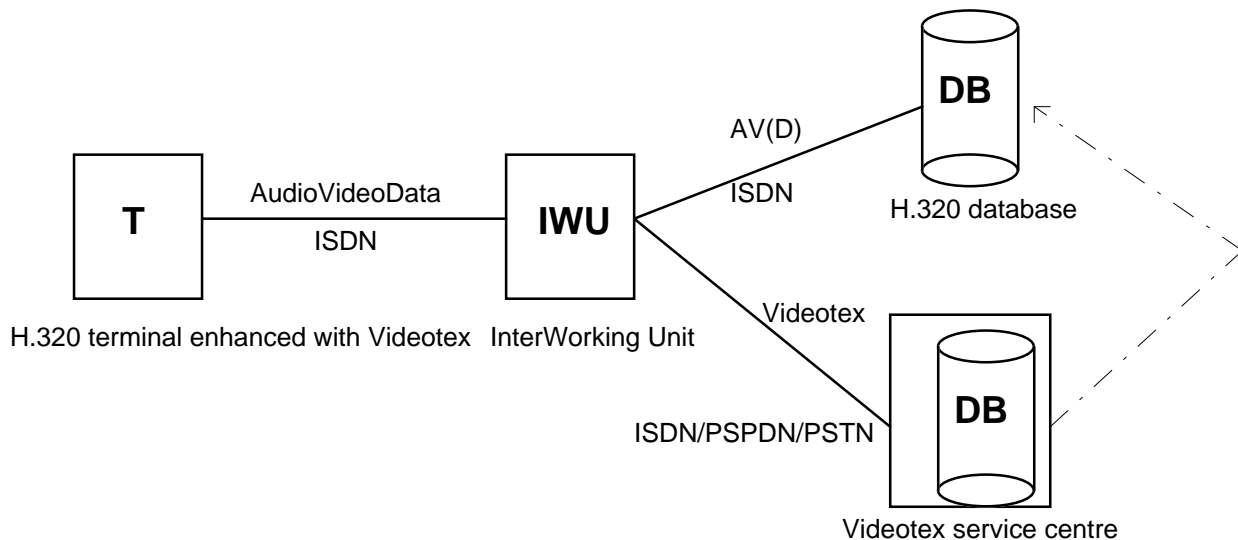 DB
AV(D)
ISDN
H.320 database
T
AudioVideoData
ISDN
IWU
H.320 terminal enhanced with Videotex
InterWorking Unit
Videotex
ISDN/PSPDN/PSTN
DB
Videotex service centre